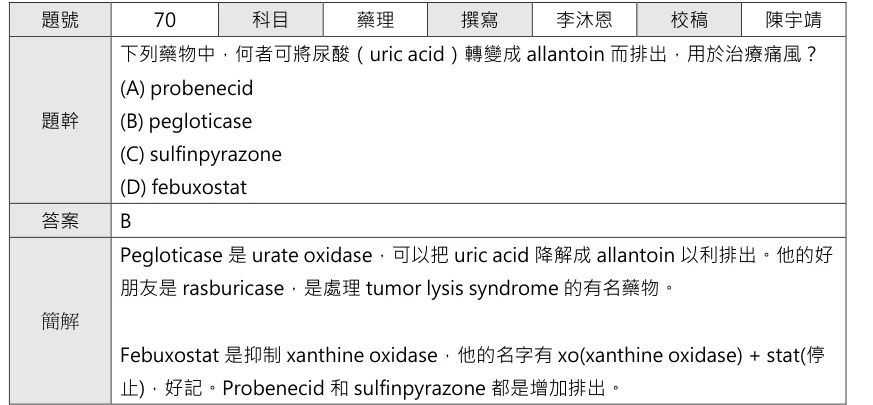 題號 70 科目 藥理 撰寫 李沐恩 校稿 陳宇靖
題幹
下列藥物中，何者可將尿酸（uric acid）轉變成 allantoin 而排出，用於治療痛風？
(A) probenecid
(B) pegloticase
(C) sulfinpyrazone
(D) febuxostat
答案 B
簡解
Pegloticase 是 urate oxidase，可以把 uric acid 降解成 allantoin 以利排出。他的好
朋友是 rasburicase，是處理 tumor lysis syndrome 的有名藥物。
Febuxostat 是抑制 xanthine oxidase，他的名字有 xo(xanthine oxidase) + stat(停
止)，好記。Probenecid 和 sulfinpyrazone 都是增加排出。